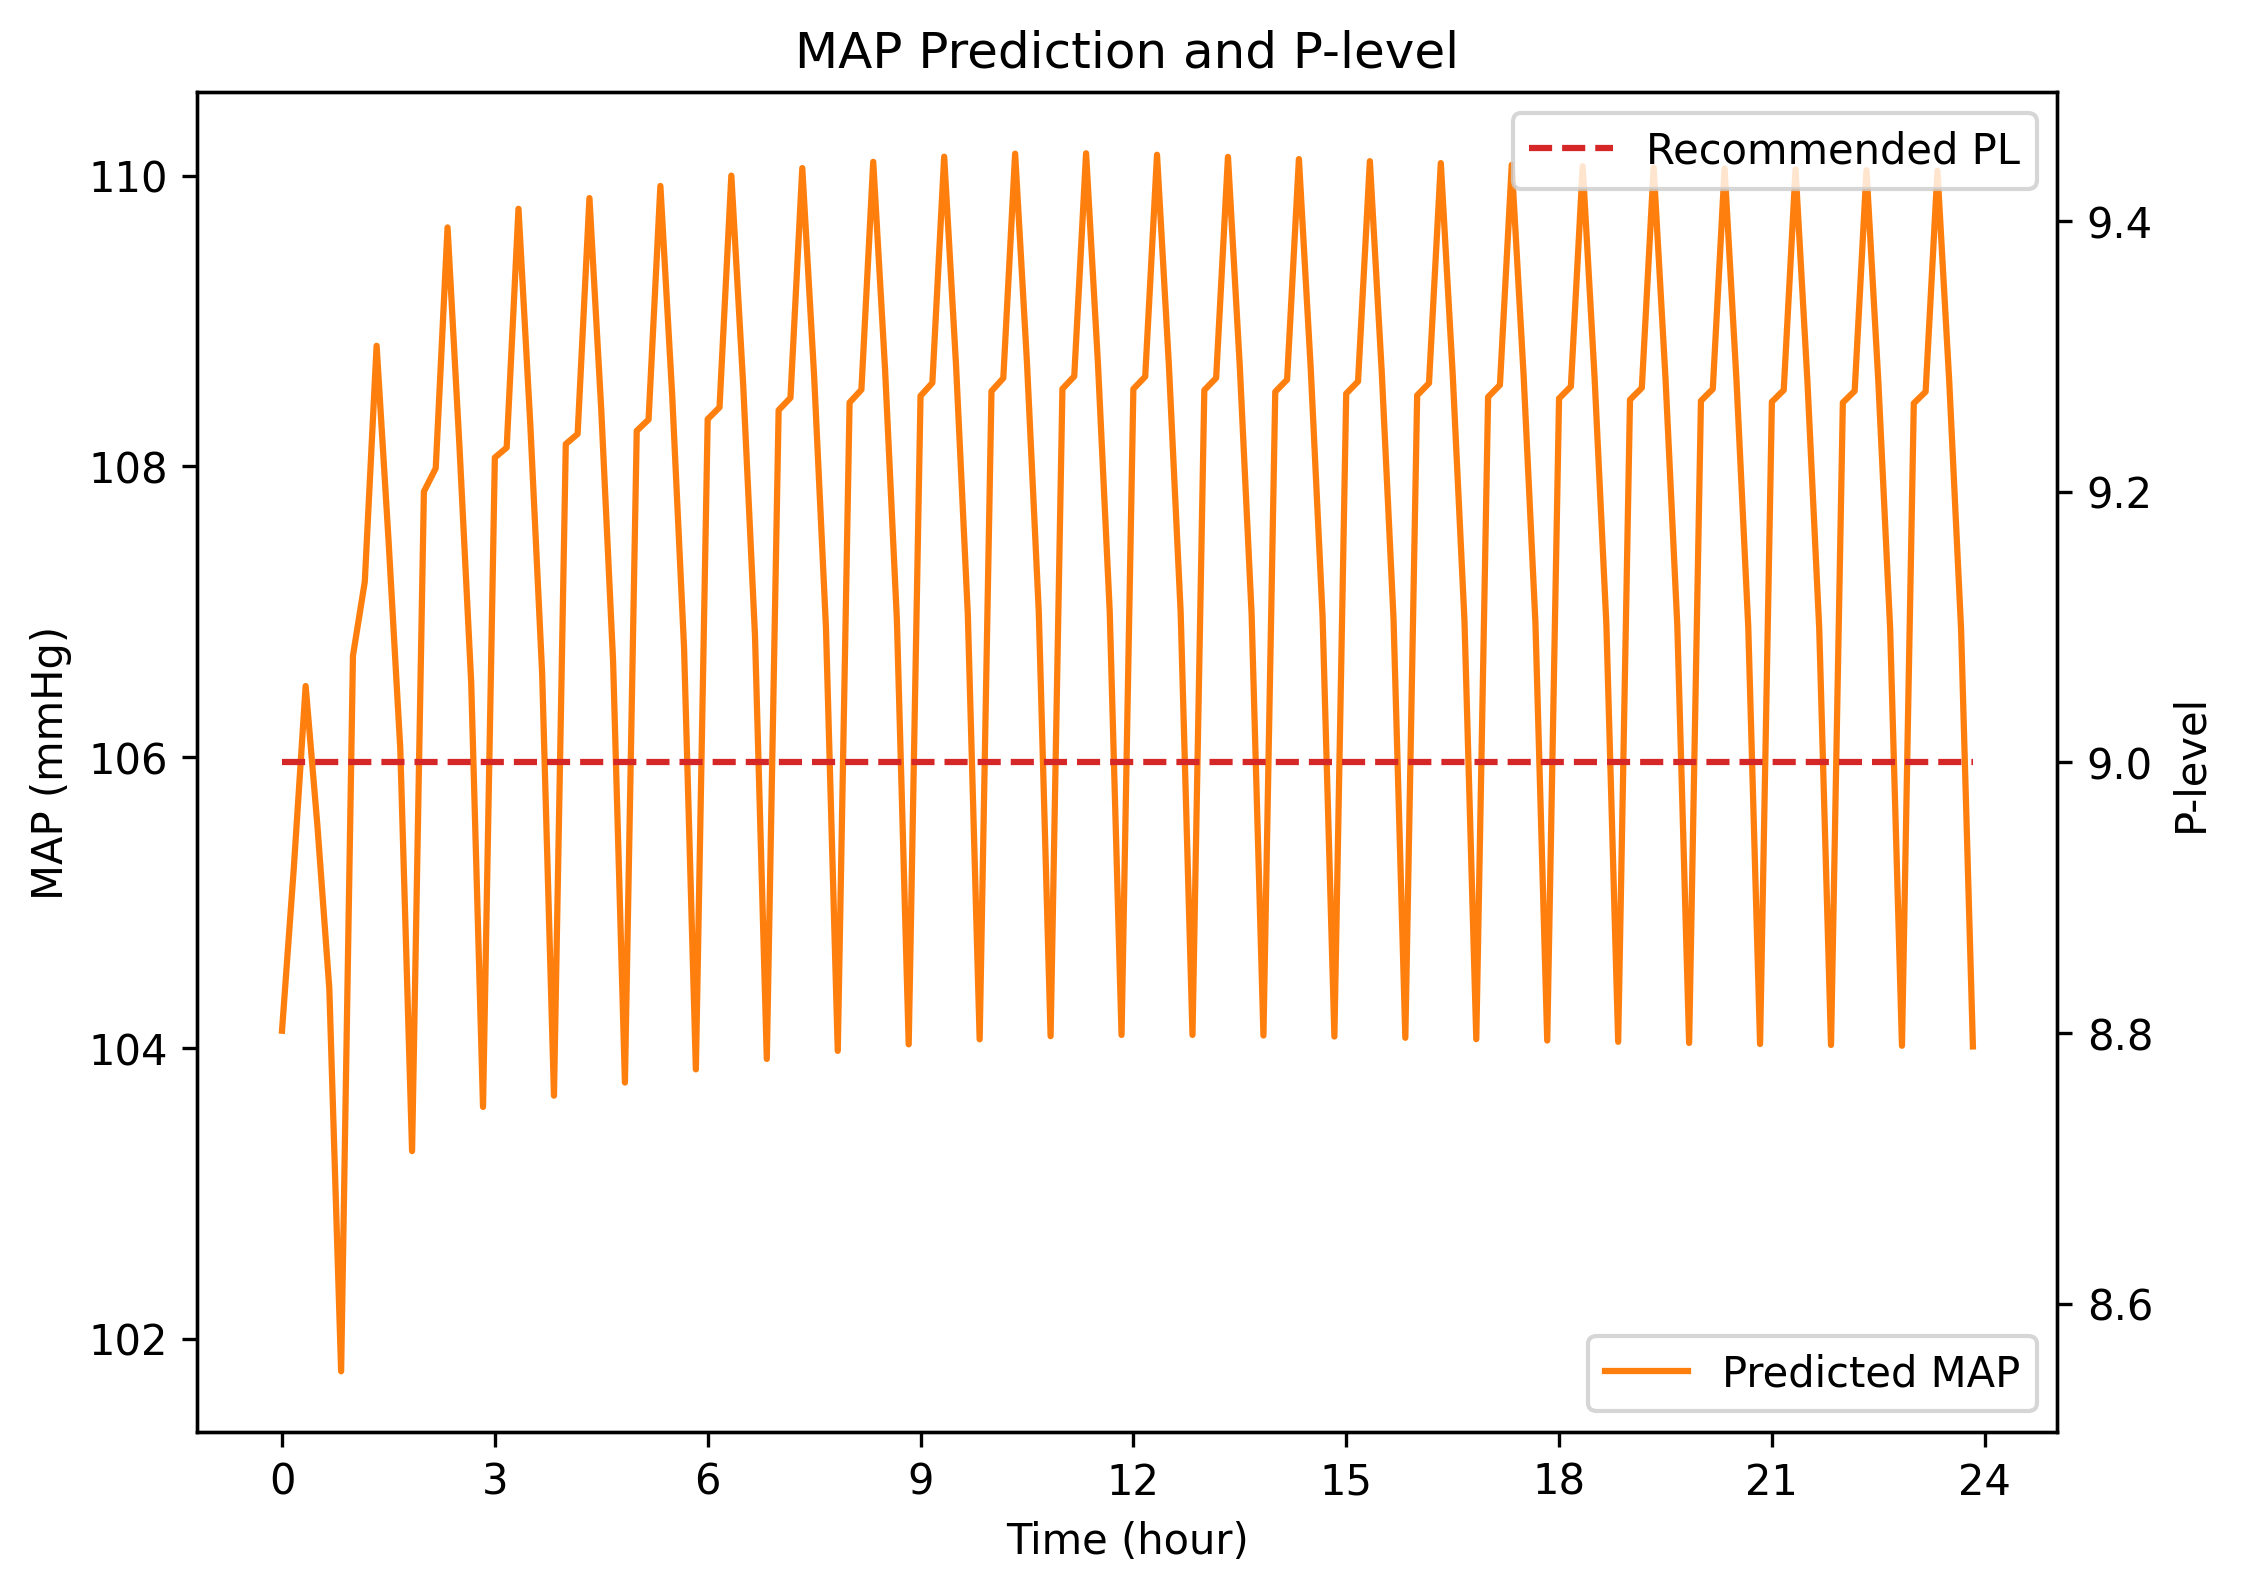 MAP Prediction and P-level
Recommended PL
110
108
106
104
102
MAP (mmHg)
9.4
9.2
9.0
8.8
8.6
P-level
Predicted MAP
0 3 6 9 12 15 18 21 24
Time (hour)